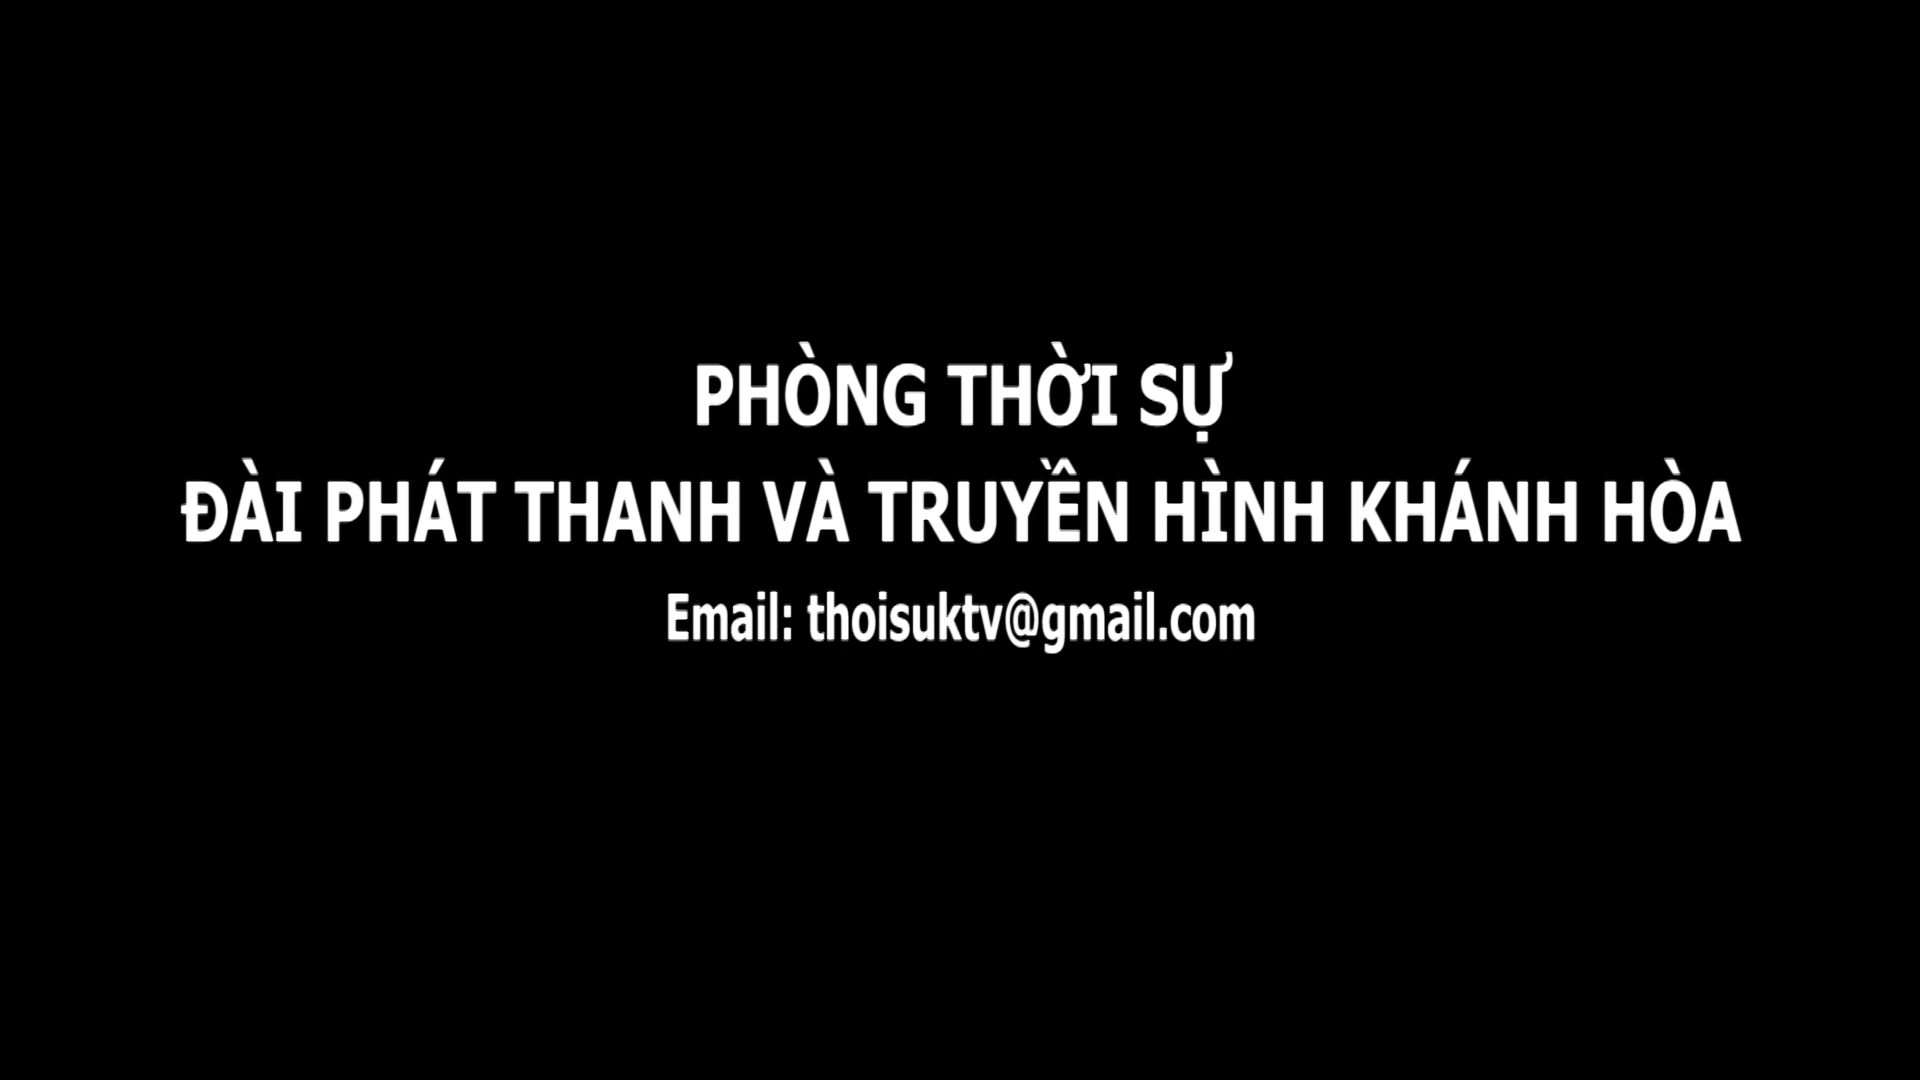 PHÒNG THỜI SỰ
ĐÀI PHÁT THANH VÀ TRUYỀN HÌNH KHÁNH HÒA
Email: thoisuktv@gmail.com